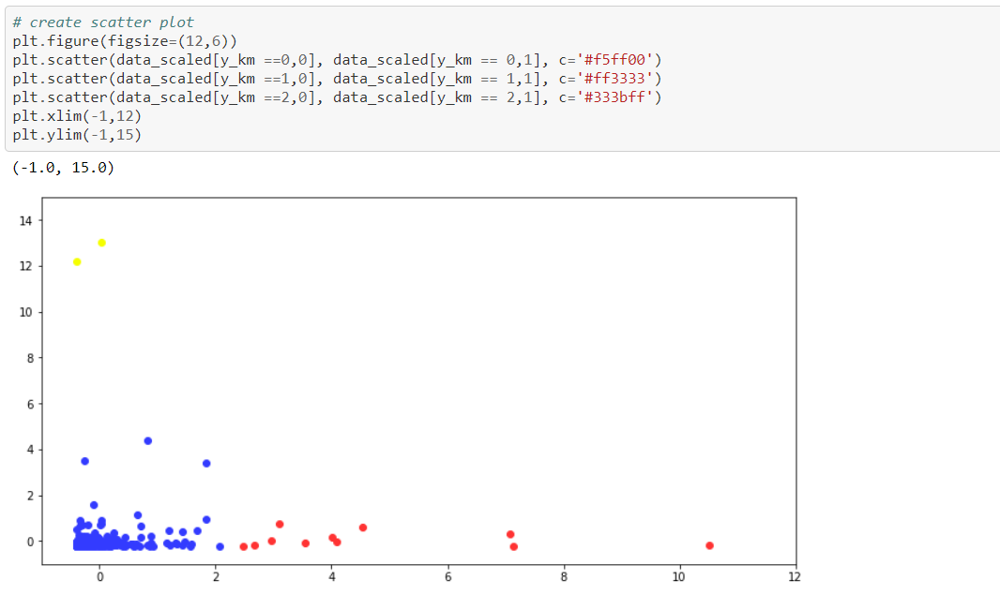 # create scatter plot
plt.figure(figsize=(12,6))
plt.scatter(data_scaled[y_km ==0,0], data_scaled[y_km == 0,1], c='#f5ff00')
plt.scatter(data_scaled[y_km ==1,0], data_scaled[y_km == 1,1], c='#ff3333')
plt.scatter(data_scaled[y_km ==2,0], data_scaled[y_km == 2,1], c='#333bff')
plt.xlim(-1,12)
plt.ylim(-1,15)
(-1.0, 15.0)
14
12
10
8
6
4
2
0
0 2 4 6 8 10 12